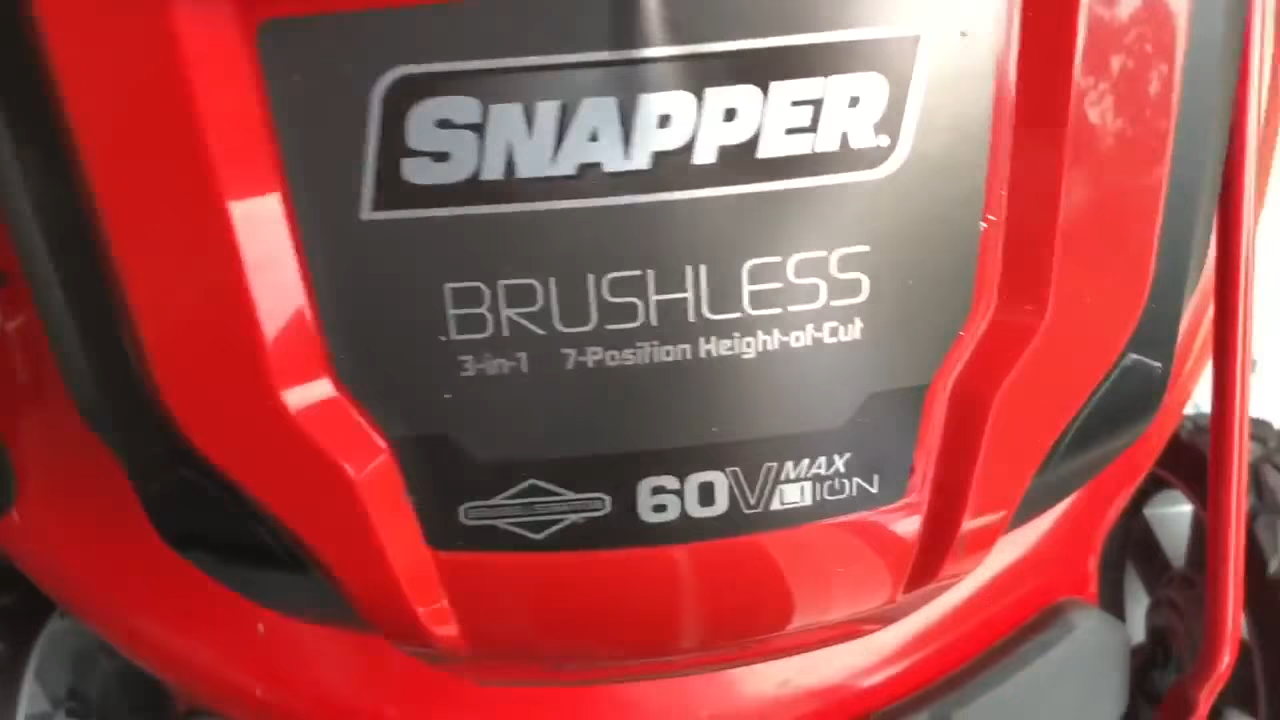 SNAPPER.
BRUSHLESS
3-in-1 7-Position Height-of-Cut
60V MAX
LI ION